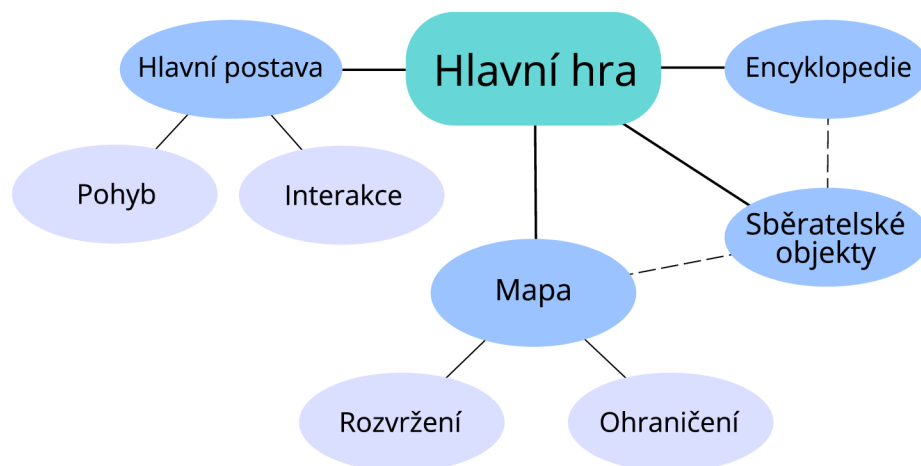 Hlavní postava
Hlavní hra
Encyklopedie
Pohyb
Interakce
Sběratelské
objekty
Mapa
Rozvržení
Ohraničení